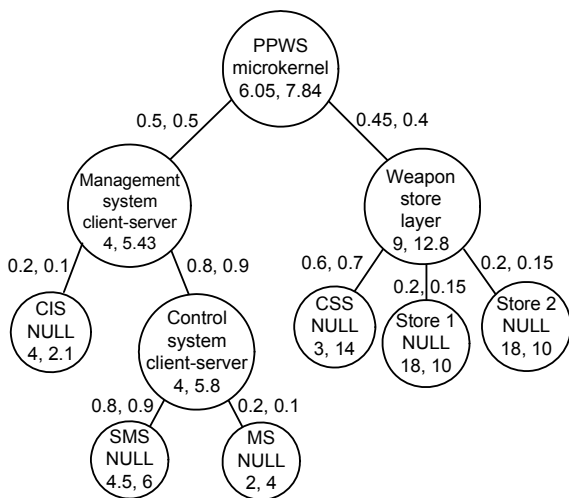 PPWS
microkernel
6.05, 7.84
0.5, 0.5
0.45, 0.4
Management
system
client-server
4, 5.43
Weapon
store
layer
9, 12.8
0.2, 0.1
0.8, 0.9
0.6, 0.7
0.2, 0.15
0.2, 0.15
CIS
NULL
4, 2.1
Control
system
client-server
4, 5.8
CSS
NULL
3, 14
Store 1
NULL
18, 10
Store 2
NULL
18, 10
0.8, 0.9
0.2, 0.1
SMS
NULL
4.5, 6
MS
NULL
2, 4